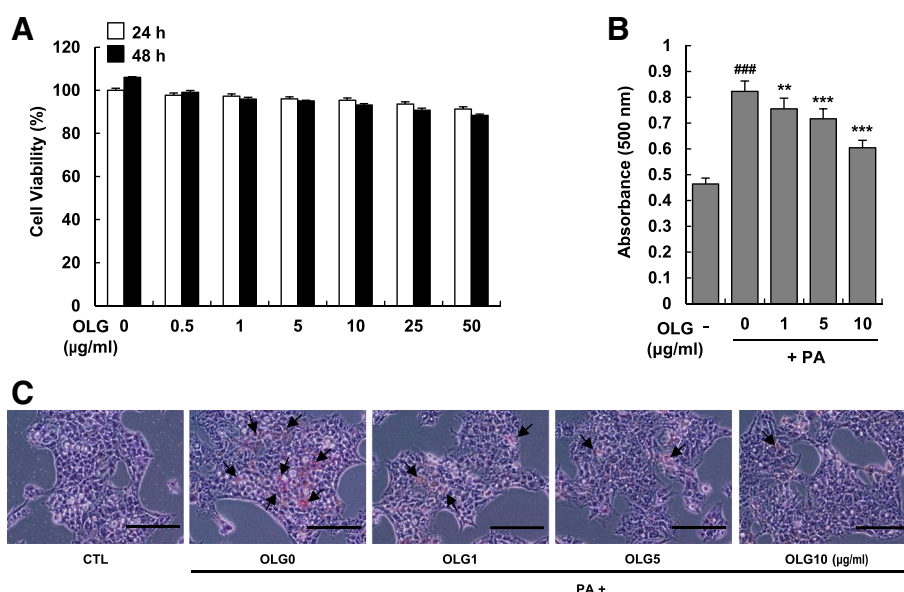 A
24 h
48 h
120
100
80
60
40
20
0
Cell Viability (%)
OLG 0 0.5 1 5 10 25 50
(µg/ml)
B
1
0.9
0.8
0.7
0.6
0.5
0.4
0.3
0.2
0.1
0
Absorbance (500 nm)
###
**
***
***
OLG - 0 1 5 10
(µg/ml)
+ PA
C
CTL OLG0 OLG1 OLG5 OLG10 (µg/ml)
PA +